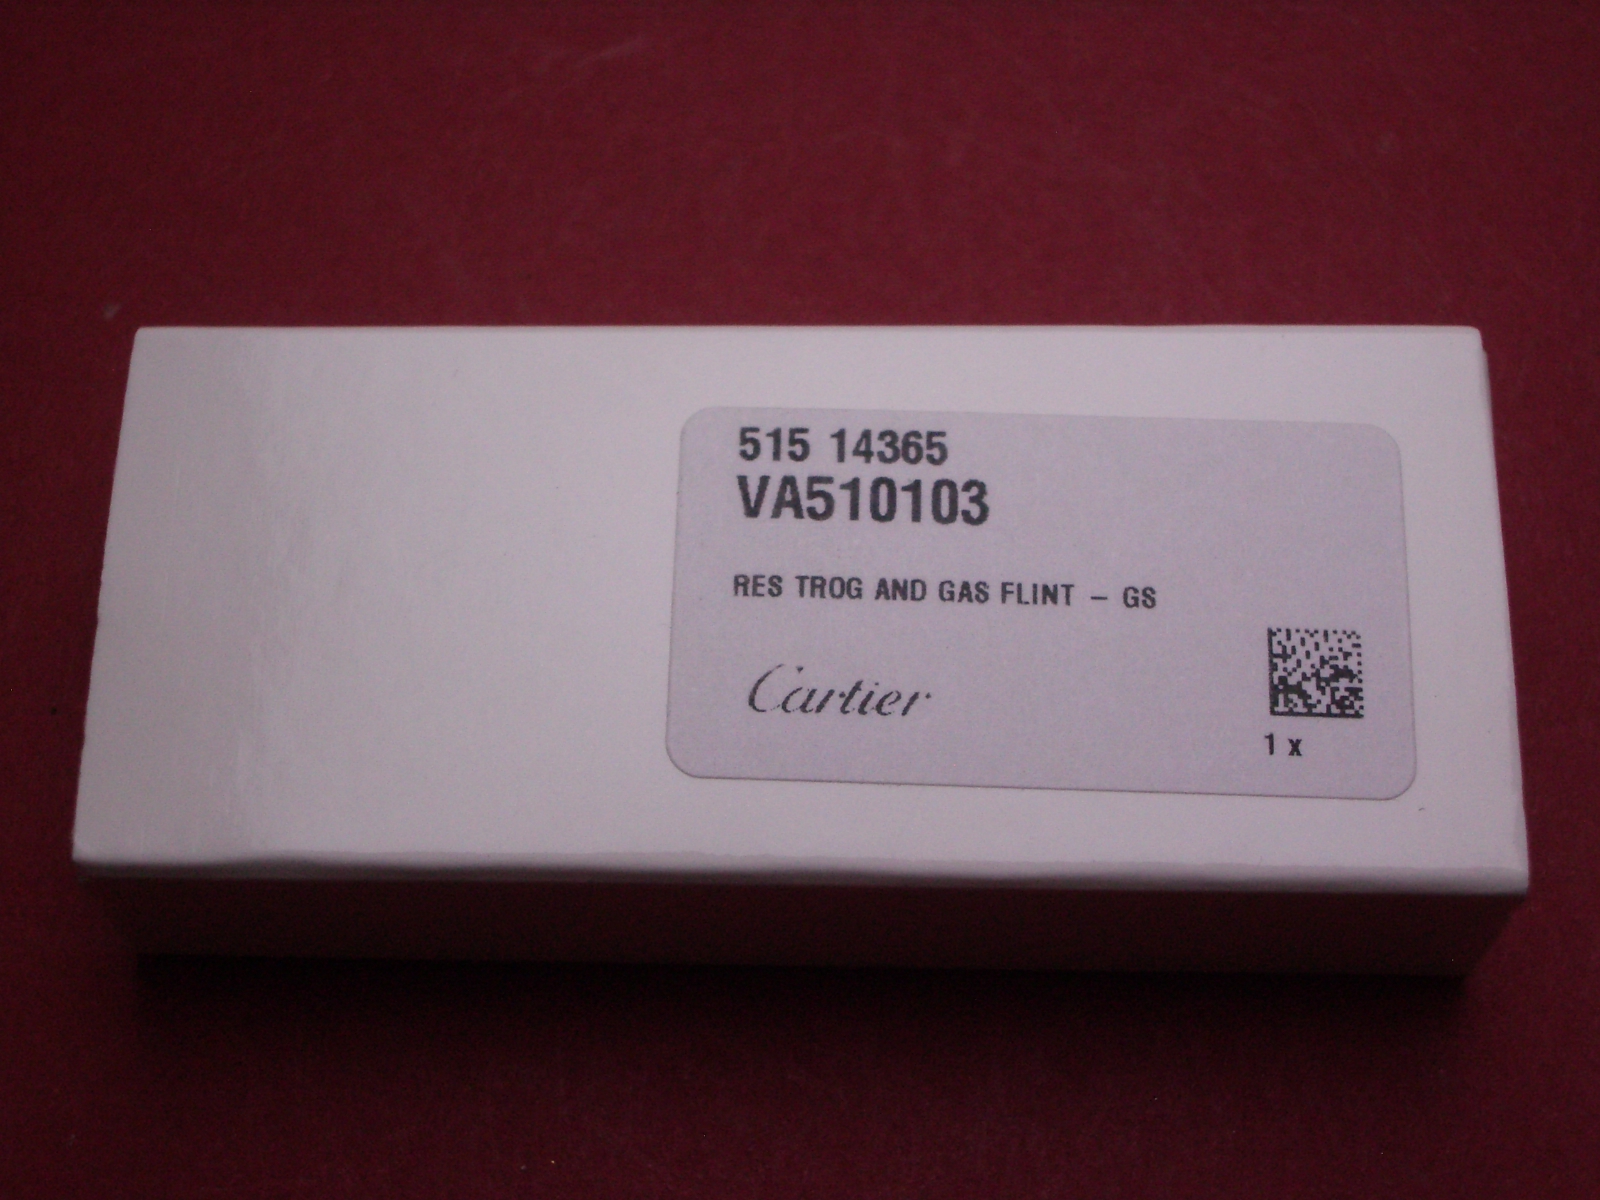 515 14365
VA510103
RES TROG AND GAS FLINT – GS
Cartier
1 x